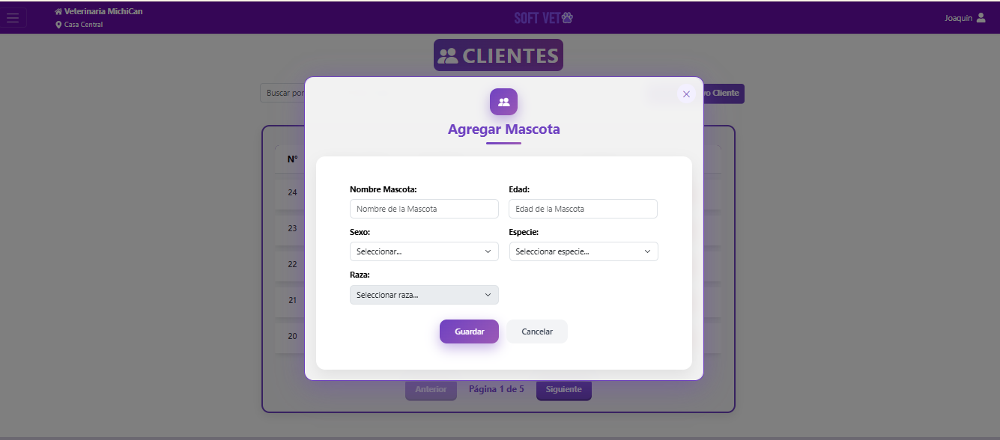 Veterinaria MichiCan
Casa Central
SOFT VET
Joaquin
CLIENTES
Buscar por
Cliente
Agregar Mascota
N°
24
23
22
21
20
Nombre Mascota:
Edad:
Nombre de la Mascota
Edad de la Mascota
Sexo:
Especie:
Seleccionar...
Seleccionar especie...
Raza:
Seleccionar raza...
Guardar
Cancelar
Anterior
Página 1 de 5
Siguiente